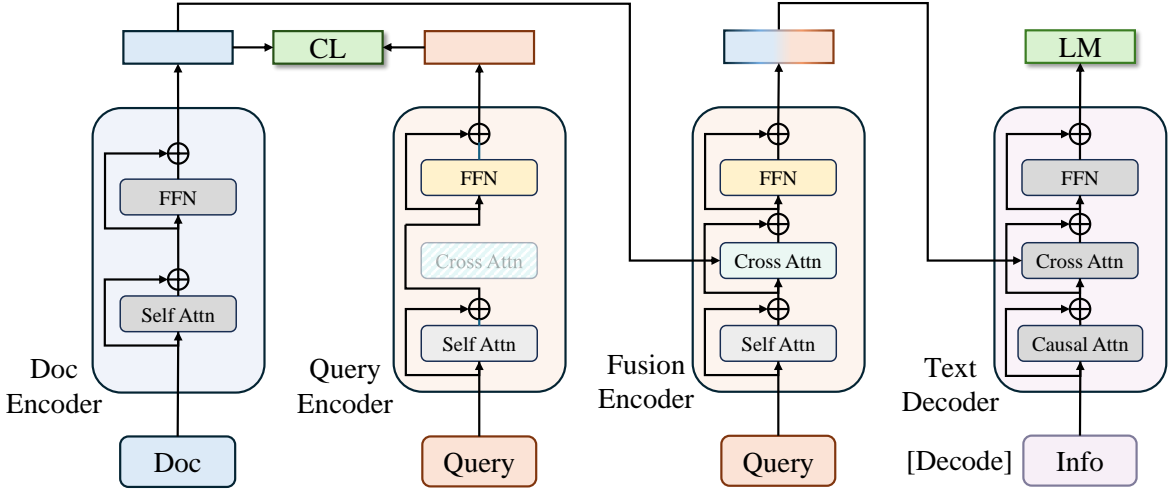 CL
LM
FFN
Self Attn
Doc
Encoder
Doc
FFN
Cross Attn
Self Attn
Query
Encoder
Query
FFN
Cross Attn
Self Attn
Fusion
Encoder
Query
FFN
Cross Attn
Causal Attn
Text
Decoder
[Decode]
Info